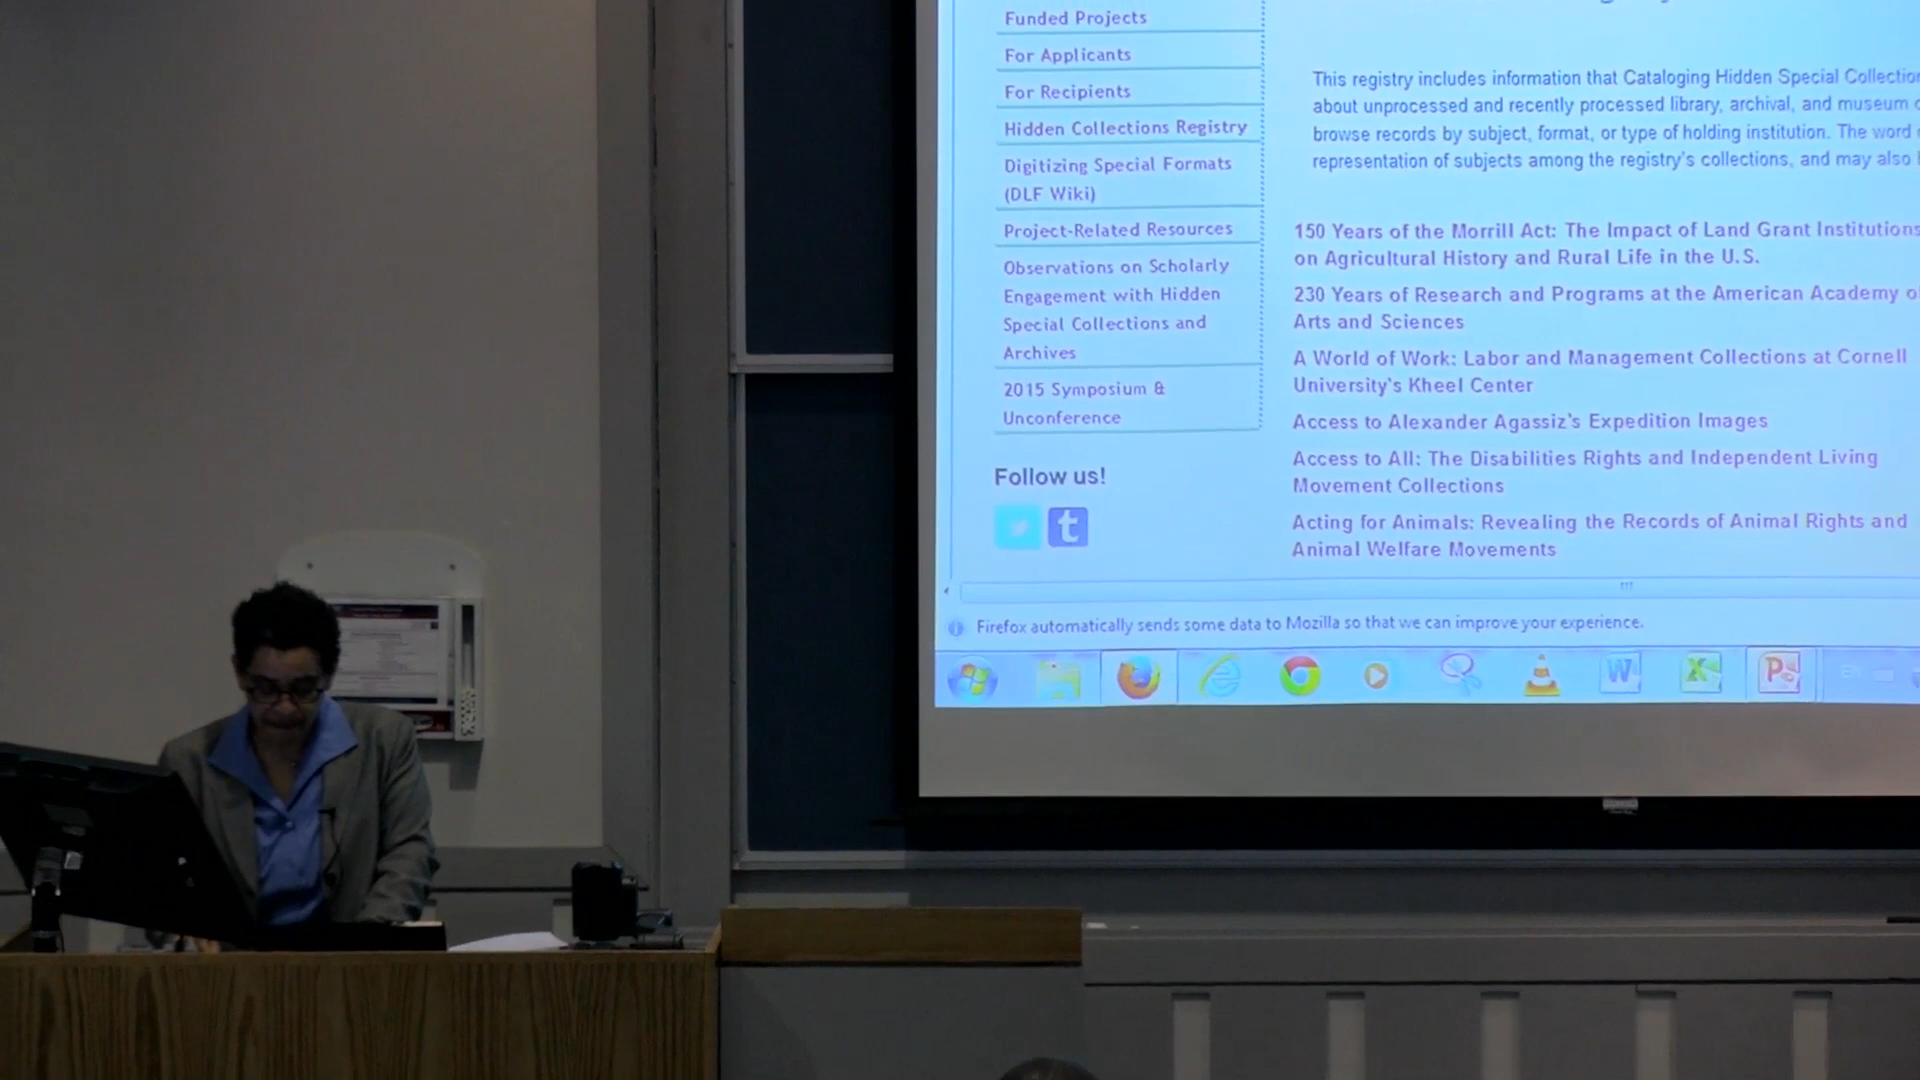 Funded Projects
For Applicants
For Recipients
Hidden Collections Registry
Digitizing Special Formats
(DLF Wiki)
Project-Related Resources
Observations on Scholarly
Engagement with Hidden
Special Collections and
Archives
2015 Symposium &
Unconference
Follow us!
t
This registry includes information that Cataloging Hidden Special
about unprocessed and recently processed library, archival, and museum
browse records by subject, format, or type of holding institution. The word
representation of subjects among the registry's collections, and may also
150 Years of the Morrill Act: The Impact of Land Grant Institutions
on Agricultural History and Rural Life in the U.S.
230 Years of Research and Programs at the American Academy of
Arts and Sciences
A World of Work: Labor and Management Collections at Cornell
University's Kheel Center
Access to Alexander Agassiz's Expedition Images
Access to All: The Disabilities Rights and Independent Living
Movement Collections
Acting for Animals: Revealing the Records of Animal Rights and
Animal Welfare Movements
Firefox automatically sends some data to Mozilla so that we can improve your experience.
EN